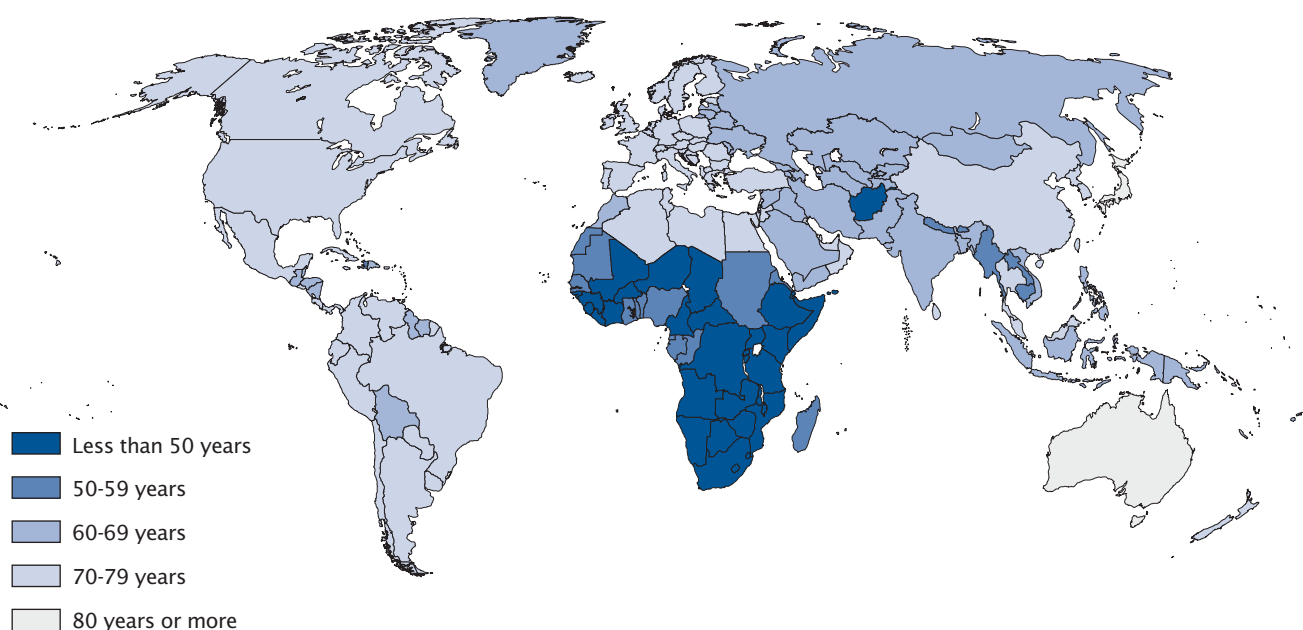 Less than 50 years
50-59 years
60-69 years
70-79 years
80 years or more